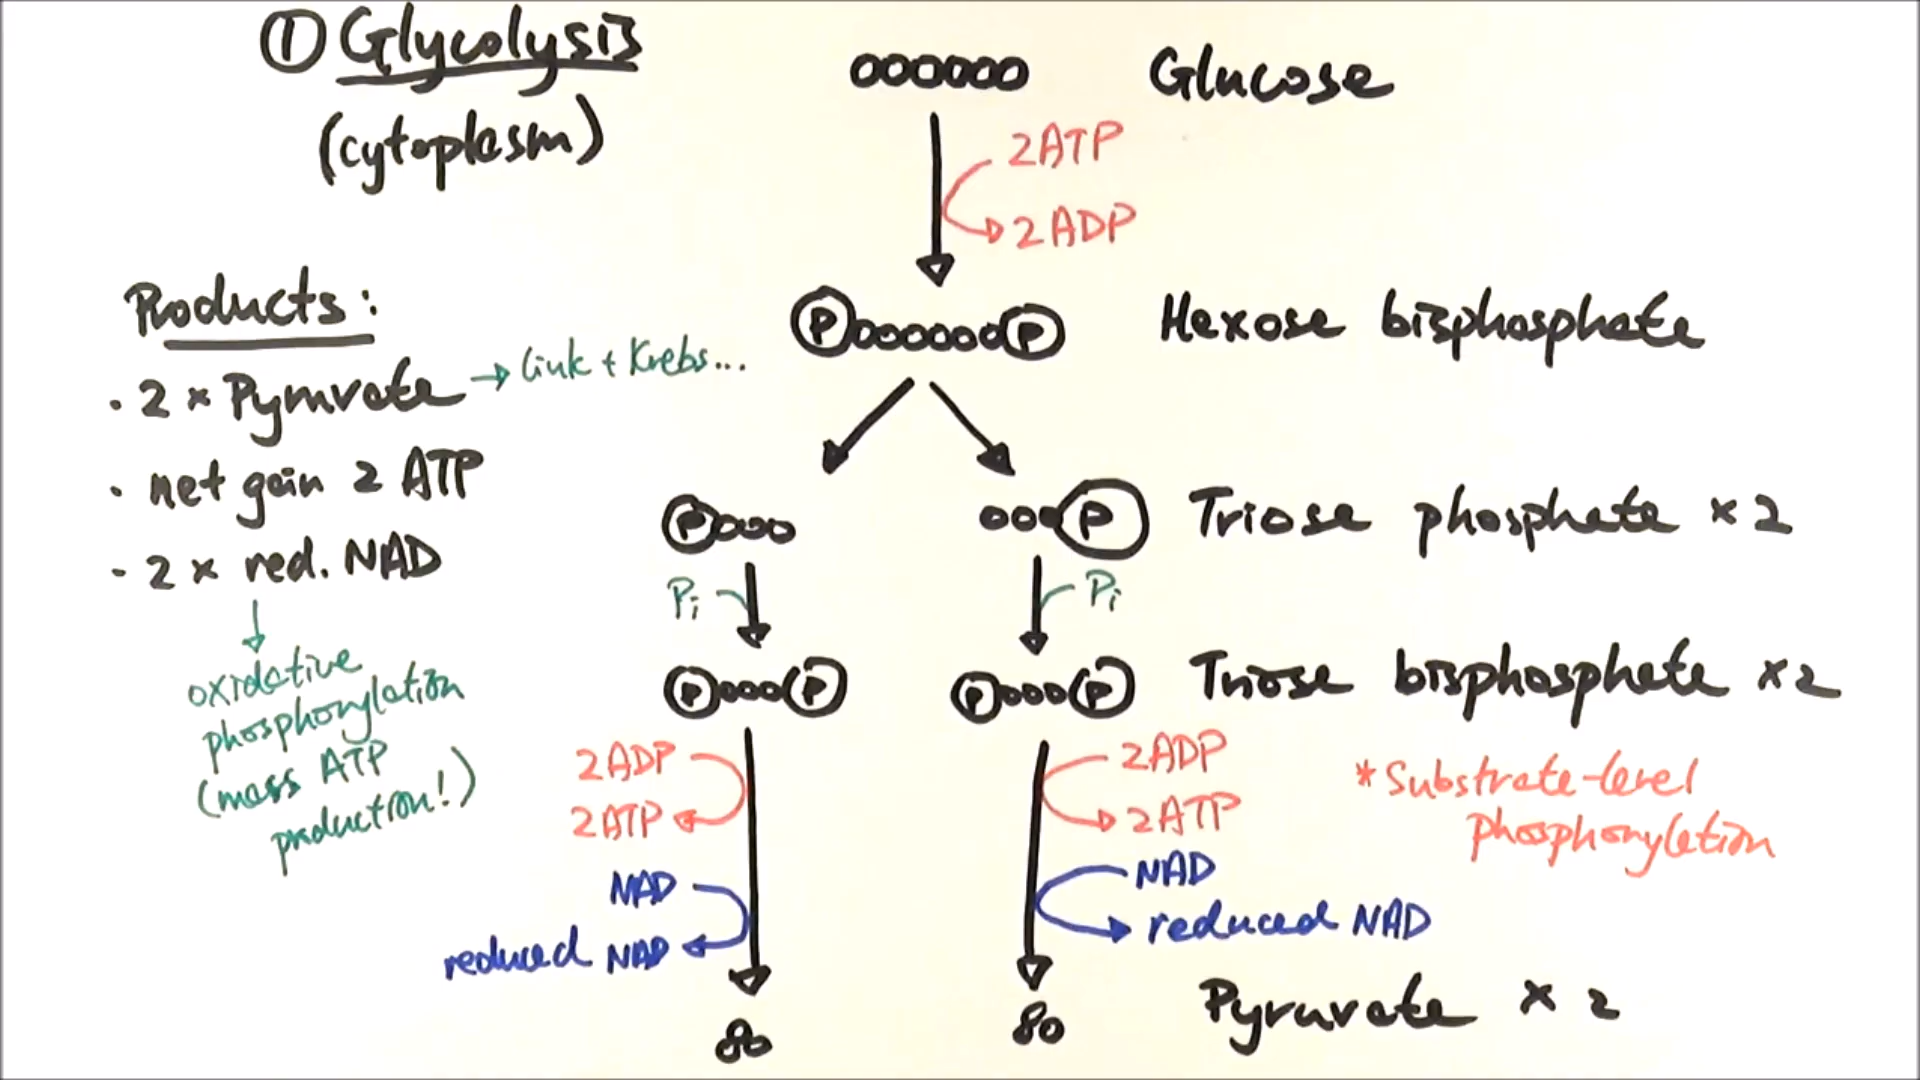 ① Glycolysis
(cytoplasm)
Glucose
2ATP
2ADP
P P
Hexose bisphosphate
Products:
· 2 × Pyruvate → Link + Krebs...
· net gain 2 ATP
· 2 × red. NAD
↓
oxidative
phosphorylation
(mass ATP
production!)
P P
Triose phosphate × 2
Pi Pi
P P P P
Triose bisphosphate × 2
2ADP 2ADP
2ATP 2ATP
* Substrate-level
phosphorylation
NAD NAD
reduced NAD reduced NAD
Pyruvate × 2